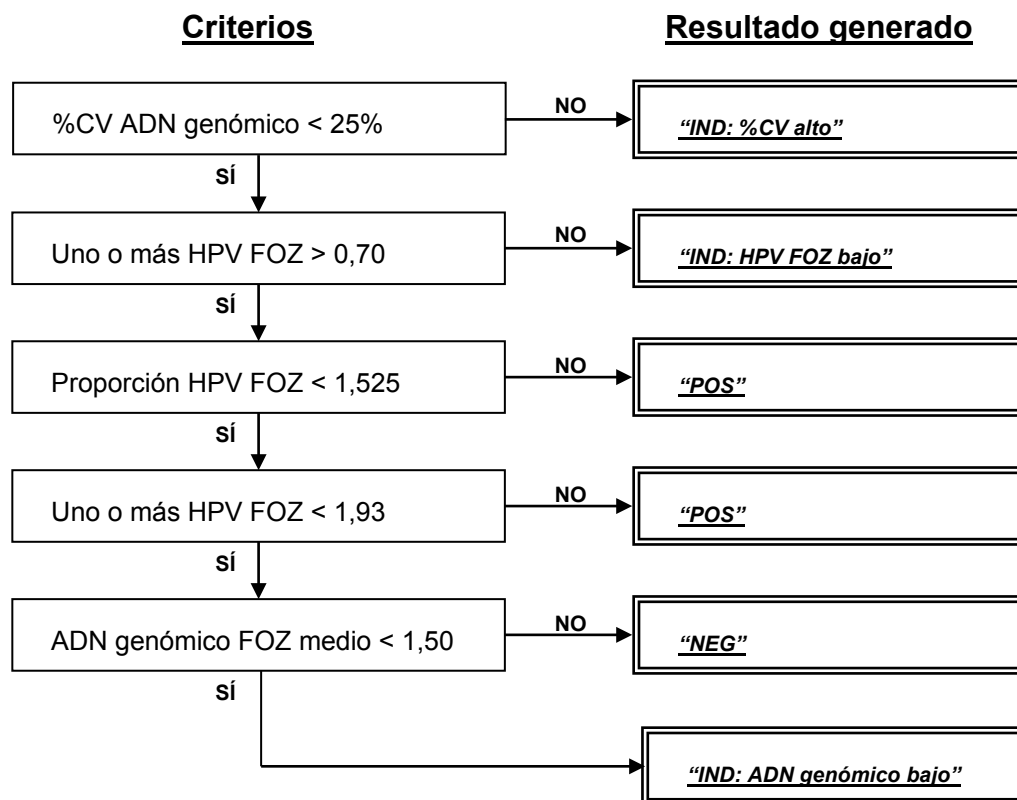 Criterios
Resultado generado
%CV ADN genómico < 25%
NO
“IND: %CV alto”
SÍ
Uno o más HPV FOZ > 0,70
NO
“IND: HPV FOZ bajo”
SÍ
Proporción HPV FOZ < 1,525
NO
“POS”
SÍ
Uno o más HPV FOZ < 1,93
NO
“POS”
SÍ
ADN genómico FOZ medio < 1,50
NO
“NEG”
SÍ
“IND: ADN genómico bajo”